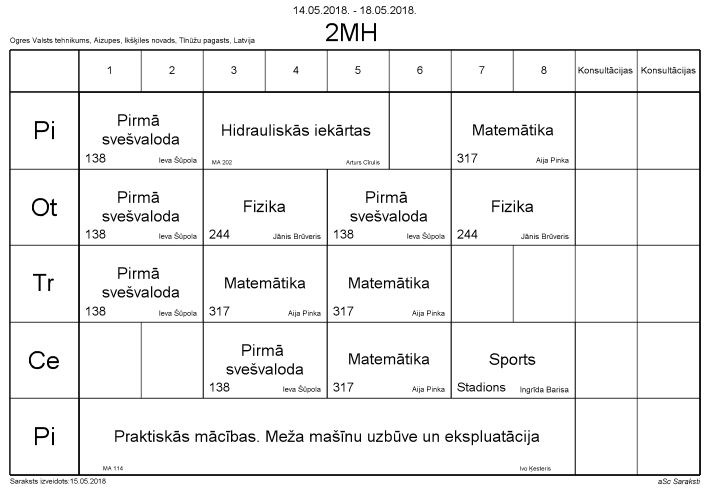 14.05.2018. - 18.05.2018.
Ogres Valsts tehnikums, Aizupes, Ikšķiles novads, Tīnūžu pagasts, Latvija
2MH
1 2 3 4 5 6 7 8 Konsultācijas Konsultācijas
Pi
Pirmā
svešvaloda
138 Ieva Šūpola
Hidrauliskās iekārtas
MA 202 Arturs Cīrulis
Matemātika
317 Aija Pinka
Ot
Pirmā
svešvaloda
138 Ieva Šūpola
Fizika
244 Jānis Brūveris
Pirmā
svešvaloda
138 Ieva Šūpola
Fizika
244 Jānis Brūveris
Tr
Pirmā
svešvaloda
138 Ieva Šūpola
Matemātika
317 Aija Pinka
Matemātika
317 Aija Pinka
Ce
Pirmā
svešvaloda
138 Ieva Šūpola
Matemātika
317 Aija Pinka
Sports
Stadions Ingrīda Barisa
Pi
Praktiskās mācības. Meža mašīnu uzbūve un ekspluatācija
MA 114 Ivo Ķesteris
Saraksts izveidots:15.05.2018
aSc Saraksti